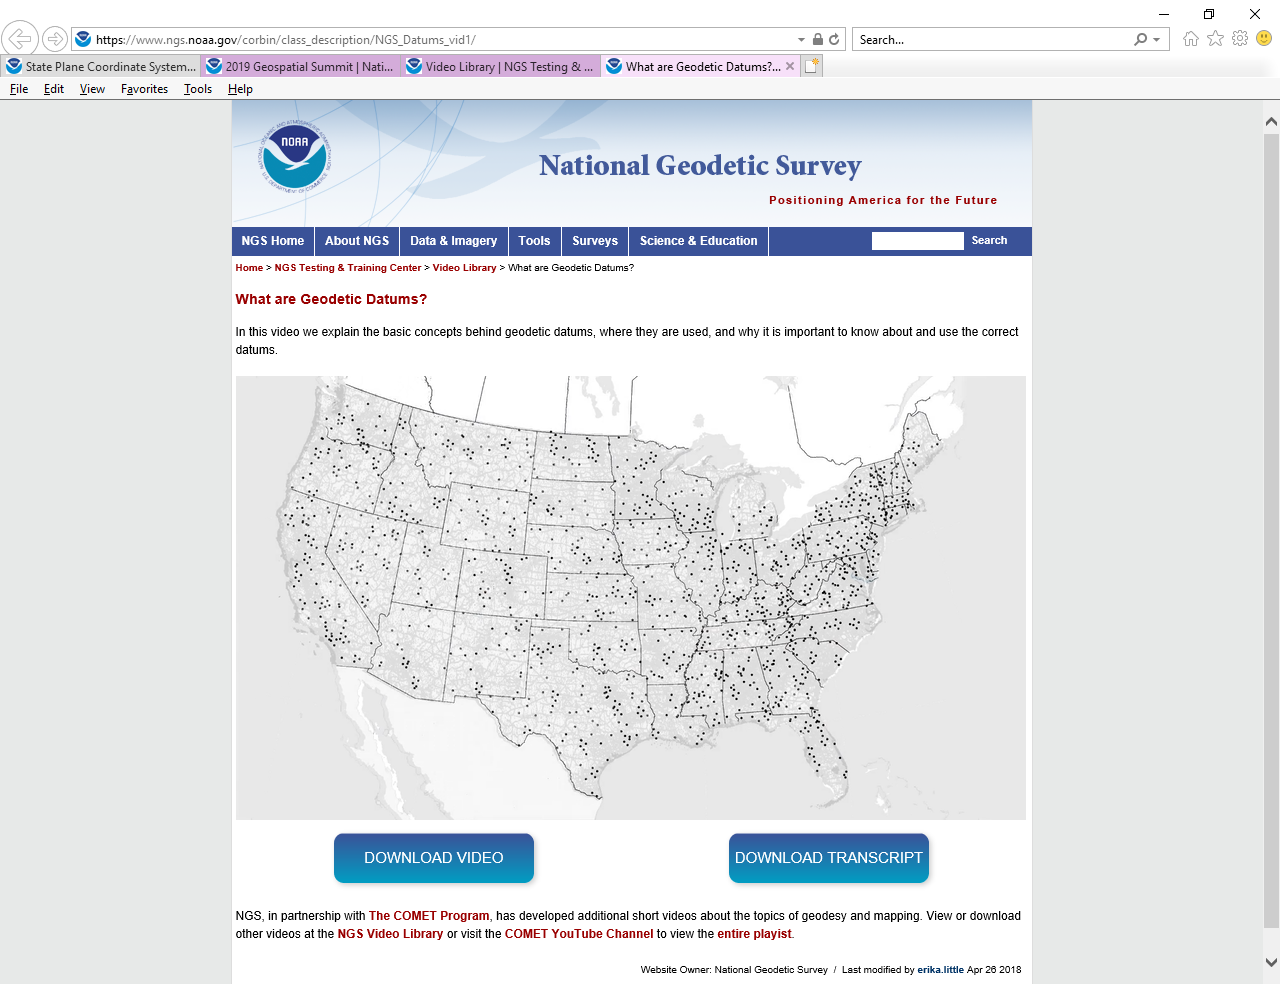 https://www.ngs.noaa.gov/corbin/class_description/NGS_Datums_vid1/
Search...
State Plane Coordinate System...
2019 Geospatial Summit | Nati...
Video Library | NGS Testing & ...
What are Geodetic Datums?...
File Edit View Favorites Tools Help
NOAA
National Geodetic Survey
Positioning America for the Future
NGS Home About NGS Data & Imagery Tools Surveys Science & Education Search
Home > NGS Testing & Training Center > Video Library > What are Geodetic Datums?
What are Geodetic Datums?
In this video we explain the basic concepts behind geodetic datums, where they are used, and why it is important to know about and use the correct
datums.
DOWNLOAD VIDEO
DOWNLOAD TRANSCRIPT
NGS, in partnership with The COMET Program, has developed additional short videos about the topics of geodesy and mapping. View or download
other videos at the NGS Video Library or visit the COMET YouTube Channel to view the entire playist.
Website Owner: National Geodetic Survey / Last modified by erika.little Apr 26 2018